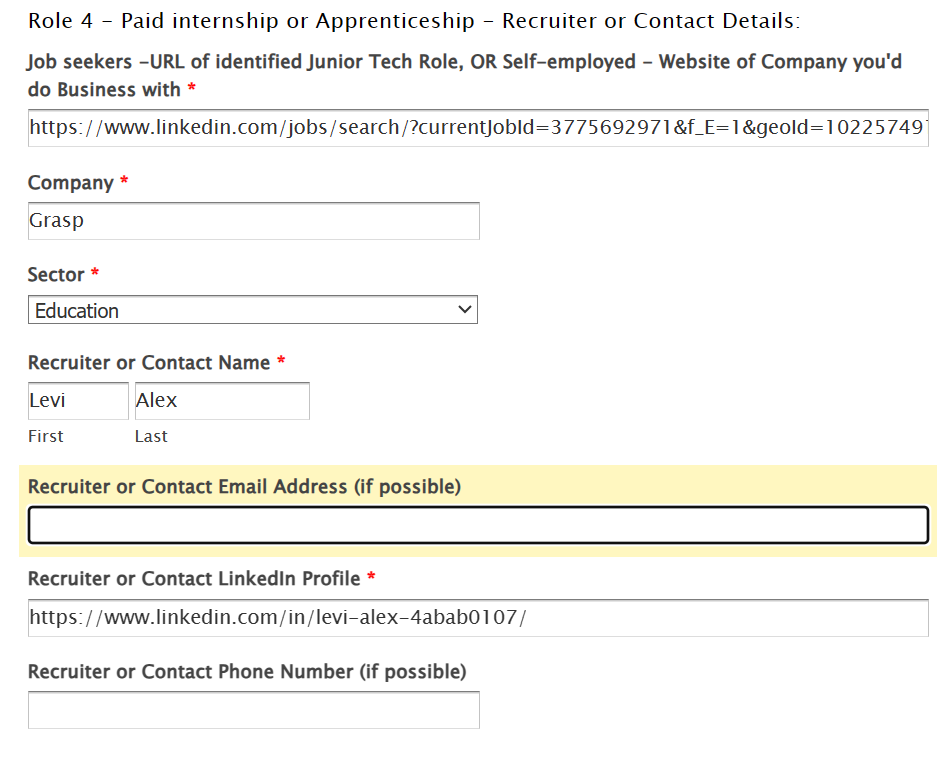 Role 4 – Paid internship or Apprenticeship – Recruiter or Contact Details:
Job seekers –URL of identified Junior Tech Role, OR Self-employed – Website of Company you'd
do Business with *
https://www.linkedin.com/jobs/search/?currentJobId=3775692971&f_E=1&geoId=10225749
Company *
Grasp
Sector *
Education
Recruiter or Contact Name *
Levi Alex
First Last
Recruiter or Contact Email Address (if possible)
Recruiter or Contact LinkedIn Profile *
https://www.linkedin.com/in/levi-alex-4abab0107/
Recruiter or Contact Phone Number (if possible)